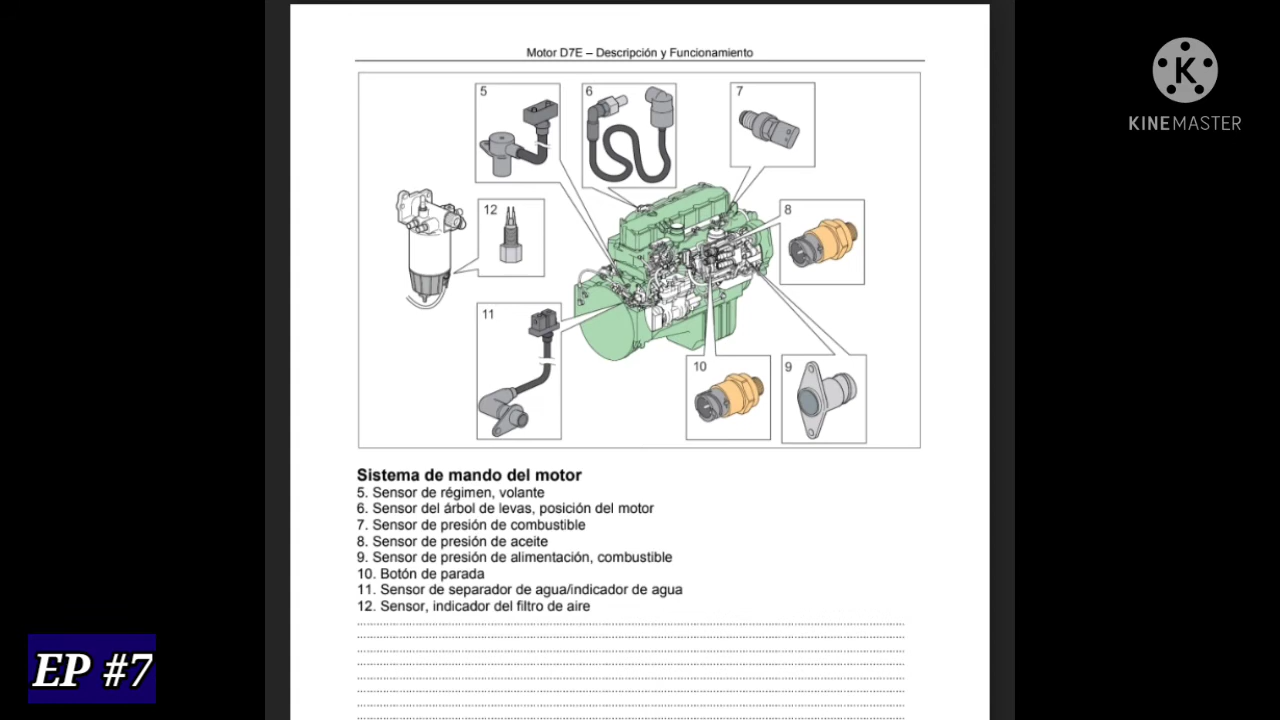 Motor D7E – Descripción y Funcionamiento
5
6
7
12
8
11
10
9
Sistema de mando del motor
5. Sensor de régimen, volante
6. Sensor del árbol de levas, posición del motor
7. Sensor de presión de combustible
8. Sensor de presión de aceite
9. Sensor de presión de alimentación, combustible
10. Botón de parada
11. Sensor de separador de agua/indicador de agua
12. Sensor, indicador del filtro de aire
K
KINEMASTER
EP #7